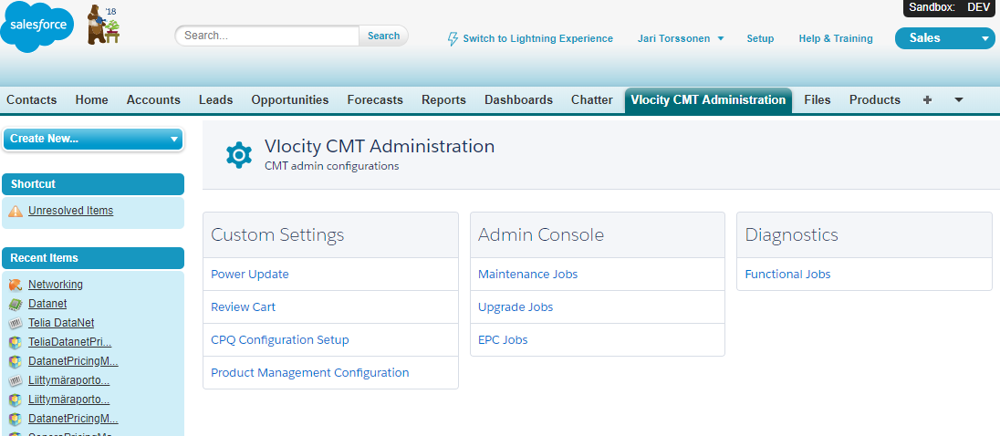 Sandbox: DEV
salesforce
'18
Search...
Search
Switch to Lightning Experience
Jari Torssonen
Setup
Help & Training
Sales
Contacts Home Accounts Leads Opportunities Forecasts Reports Dashboards Chatter Vlocity CMT Administration Files Products +
Create New...
Shortcut
Unresolved Items
Recent Items
Networking
Datanet
Telia DataNet
TeliaDatanetPri...
DatanetPricingM...
Liittymäraporto...
Liittymäraporto...
DatanetPricingM...
Vlocity CMT Administration
CMT admin configurations
Custom Settings
Power Update
Review Cart
CPQ Configuration Setup
Product Management Configuration
Admin Console
Maintenance Jobs
Upgrade Jobs
EPC Jobs
Diagnostics
Functional Jobs